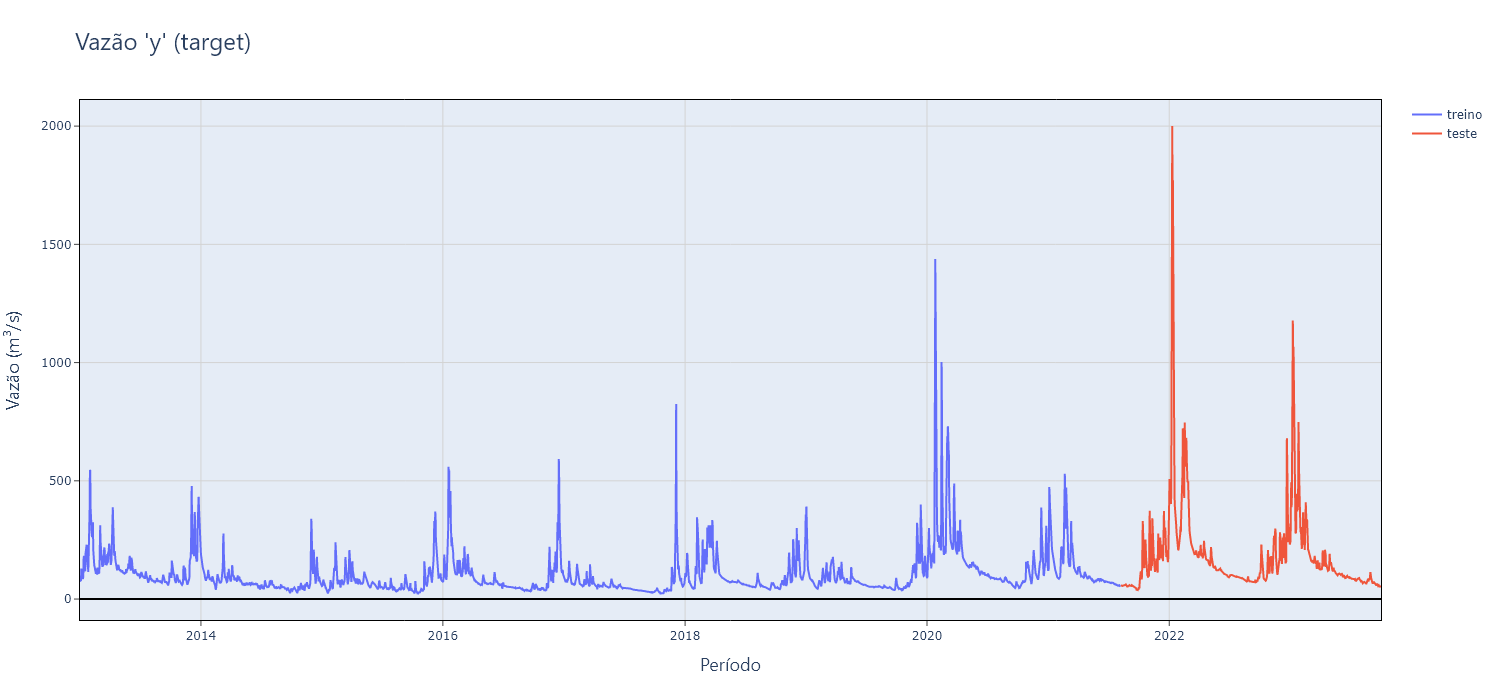 Vazão 'y' (target)
treino
teste
2000
1500
1000
500
0
Vazão (m³/s)
2014
2016
2018
2020
2022
Período